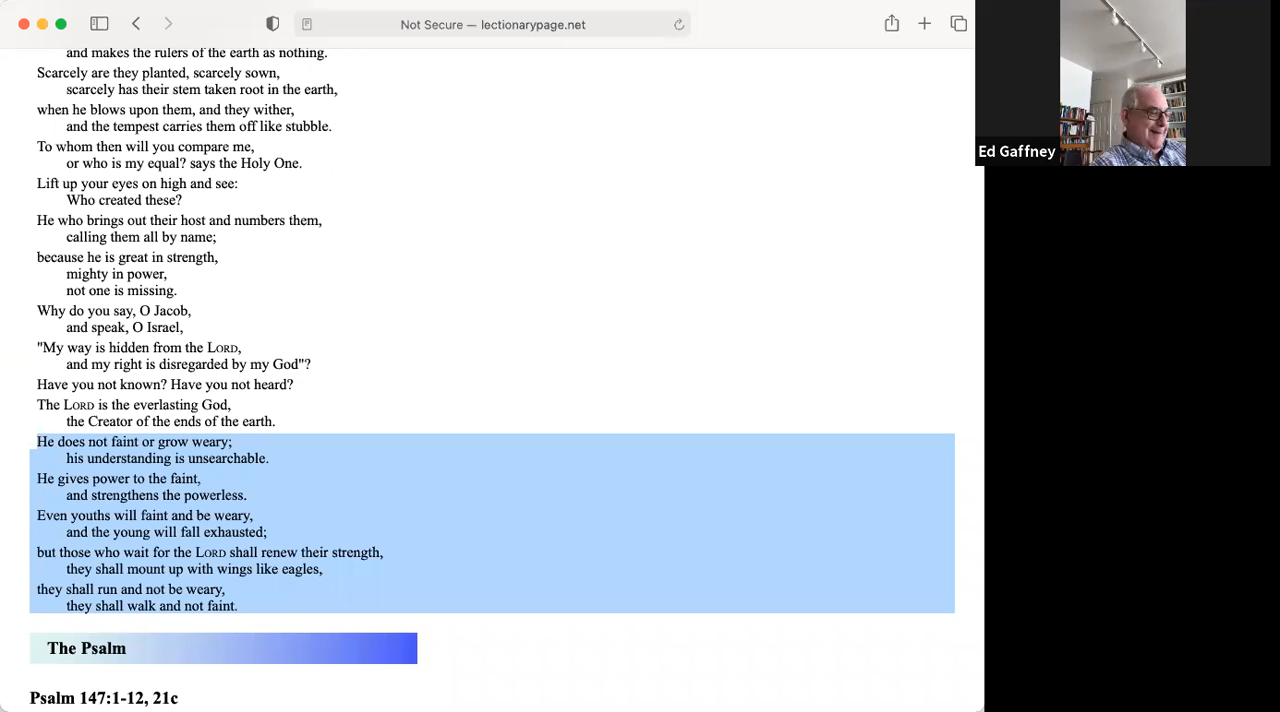 Not Secure — lectionarypage.net
and makes the rulers of the earth as nothing.
Scarcely are they planted, scarcely sown,
scarcely has their stem taken root in the earth,
when he blows upon them, and they wither,
and the tempest carries them off like stubble.
To whom then will you compare me,
or who is my equal? says the Holy One.
Lift up your eyes on high and see:
Who created these?
He who brings out their host and numbers them,
calling them all by name;
because he is great in strength,
mighty in power,
not one is missing.
Why do you say, O Jacob,
and speak, O Israel,
"My way is hidden from the LORD,
and my right is disregarded by my God"?
Have you not known? Have you not heard?
The LORD is the everlasting God,
the Creator of the ends of the earth.
He does not faint or grow weary;
his understanding is unsearchable.
He gives power to the faint,
and strengthens the powerless.
Even youths will faint and be weary,
and the young will fall exhausted;
but those who wait for the LORD shall renew their strength,
they shall mount up with wings like eagles,
they shall run and not be weary,
they shall walk and not faint.
The Psalm
Psalm 147:1-12, 21c
Ed Gaffney